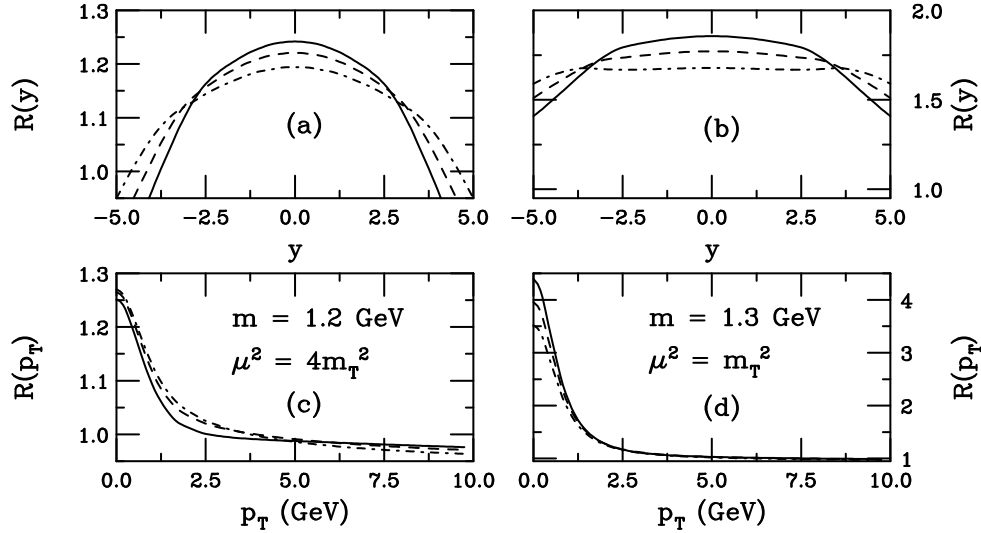 1.3
1.2
1.1
1.0
R(y)
(a)
−5.0 −2.5 0.0 2.5 5.0
y
2.0
1.5
1.0
R(y)
(b)
−5.0 −2.5 0.0 2.5 5.0
y
1.3
1.2
1.1
1.0
R(p_T)
m = 1.2 GeV
μ² = 4m_T²
(c)
0.0 2.5 5.0 7.5 10.0
p_T (GeV)
4
3
2
1
R(p_T)
m = 1.3 GeV
μ² = m_T²
(d)
0.0 2.5 5.0 7.5 10.0
p_T (GeV)